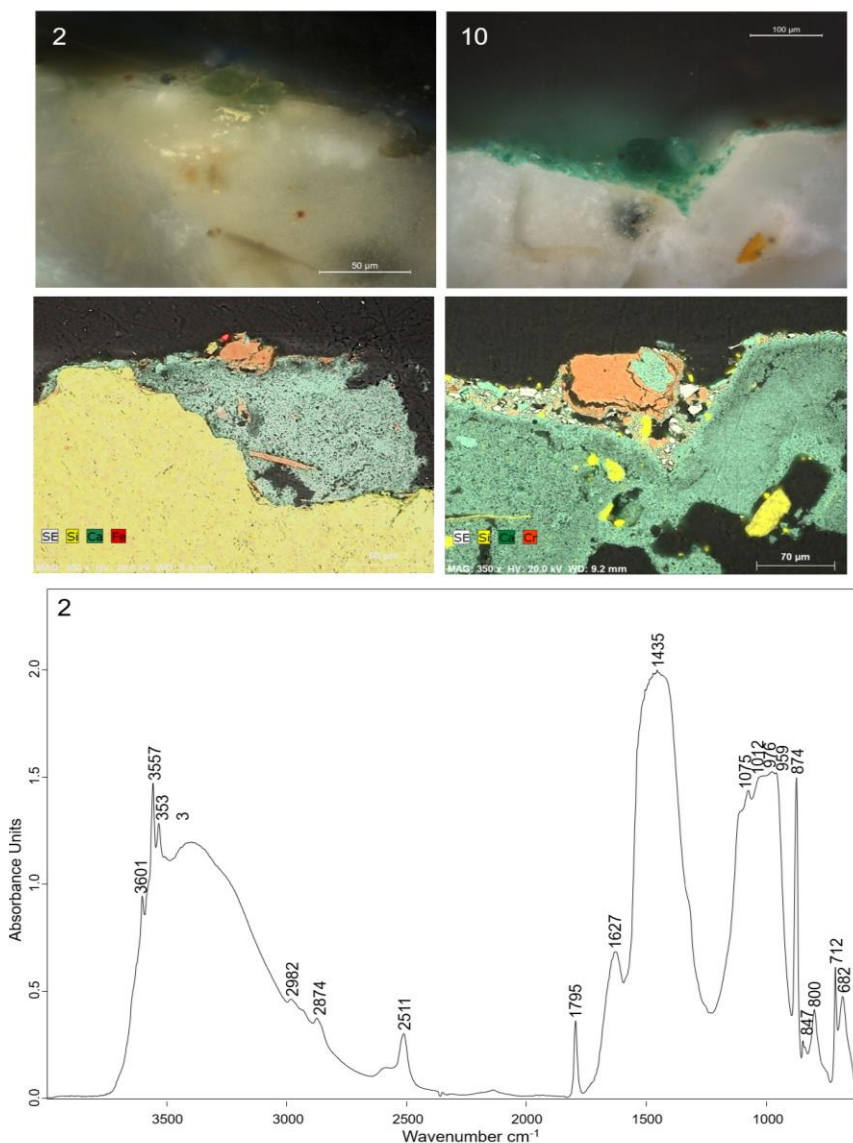 2
50 µm
10
100 µm
SE Si Ca Fe
SE Si Ca Cr
MAG: 350 x HV: 20.0 kV WD: 9.2 mm
70 µm
2
Absorbance Units
2.0
1.5
1.0
0.5
0.0
3601
3557
353 3
2982
2874
2511
1795
1627
1435
1075
1012
976
959
874
847
800
712
682
3500 3000 2500 2000 1500 1000
Wavenumber cm⁻¹